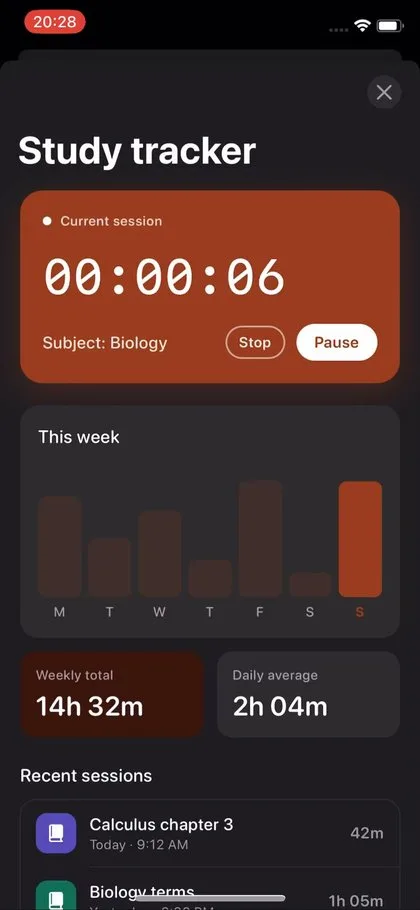 20:28
Study tracker
Current session
00:00:06
Subject: Biology
Stop
Pause
This week
M T W T F S S
Weekly total
14h 32m
Daily average
2h 04m
Recent sessions
Calculus chapter 3
Today · 9:12 AM
42m
Biology terms
1h 05m